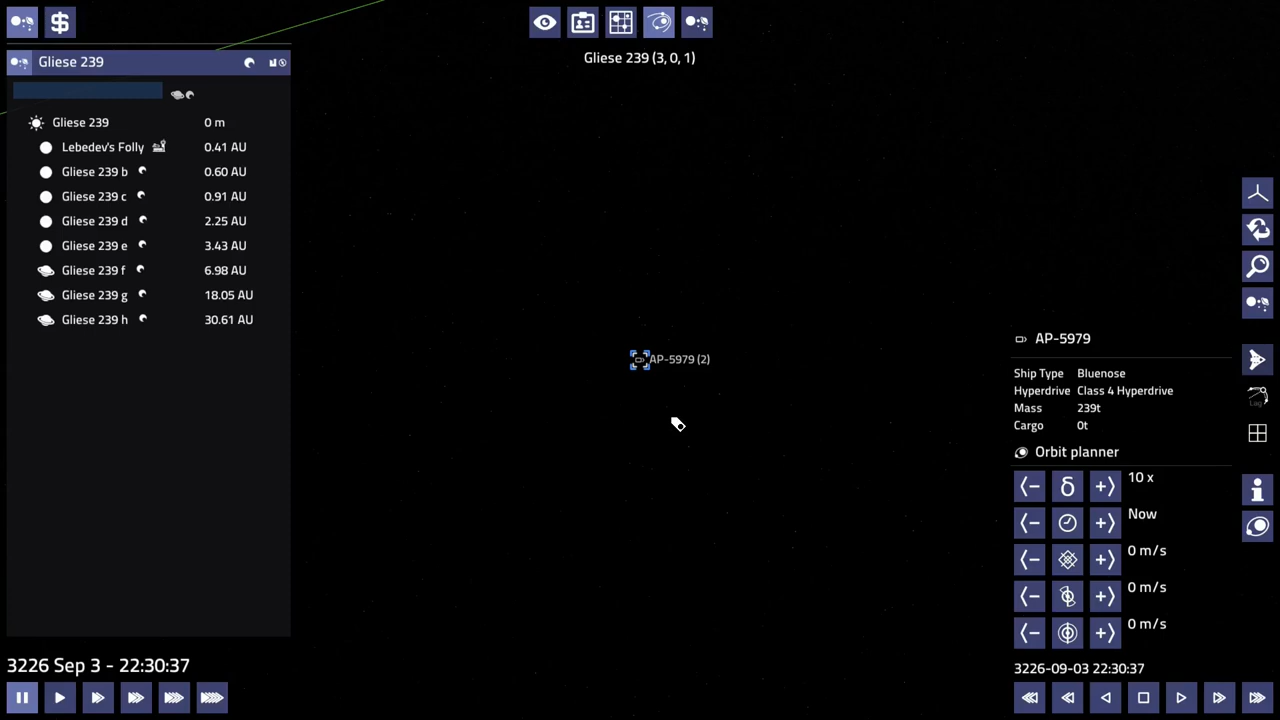 $
Gliese 239 (3, 0, 1)
Gliese 239
Gliese 239 0 m
Lebedev's Folly 0.41 AU
Gliese 239 b 0.60 AU
Gliese 239 c 0.91 AU
Gliese 239 d 2.25 AU
Gliese 239 e 3.43 AU
Gliese 239 f 6.98 AU
Gliese 239 g 18.05 AU
Gliese 239 h 30.61 AU
AP-5979 (2)
AP-5979
Ship Type Bluenose
Hyperdrive Class 4 Hyperdrive
Mass 239t
Cargo 0t
Orbit planner
10 x
Now
0 m/s
0 m/s
0 m/s
3226-09-03 22:30:37
3226 Sep 3 - 22:30:37